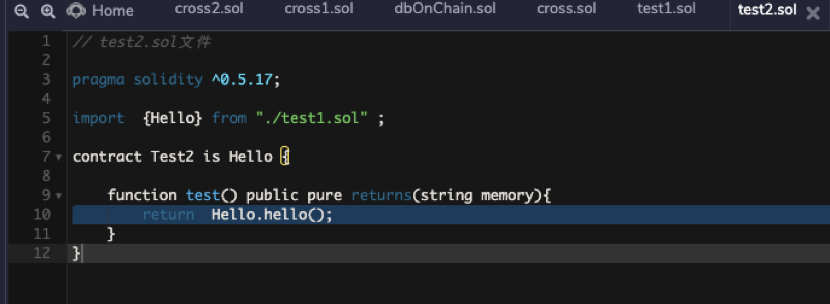 Home cross2.sol cross1.sol dbOnChain.sol cross.sol test1.sol test2.sol
1 // test2.sol文件
2
3 pragma solidity ^0.5.17;
4
5 import  {Hello} from "./test1.sol" ;
6
7 contract Test2 is Hello {
8
9     function test() public pure returns(string memory){
10         return  Hello.hello();
11     }
12 }